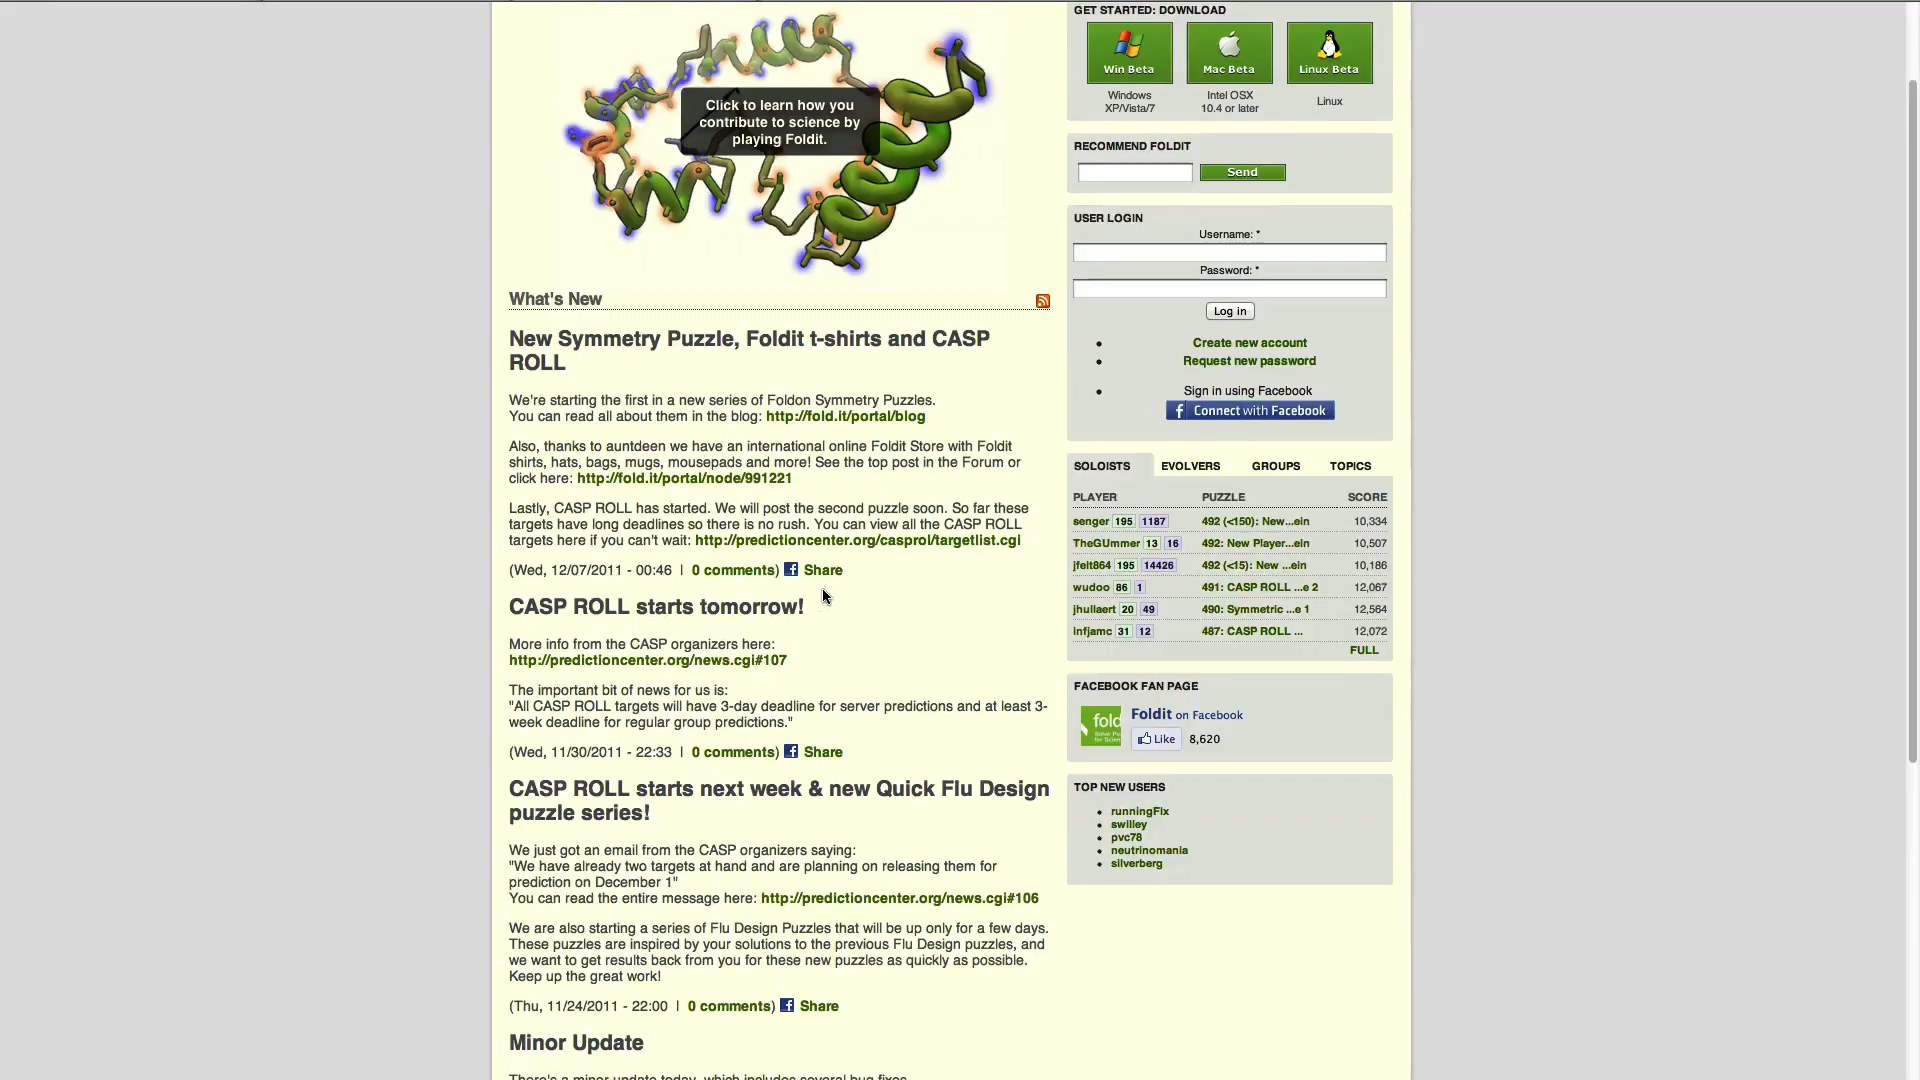 Click to learn how you
contribute to science by
playing Foldit.
What's New
New Symmetry Puzzle, Foldit t-shirts and CASP
ROLL
We're starting the first in a new series of Foldon Symmetry Puzzles.
You can read all about them in the blog: http://fold.it/portal/blog
Also, thanks to auntdeen we have an international online Foldit Store with Foldit
shirts, hats, bags, mugs, mousepads and more! See the top post in the Forum or
click here: http://fold.it/portal/node/991221
Lastly, CASP ROLL has started. We will post the second puzzle soon. So far these
targets have long deadlines so there is no rush. You can view all the CASP ROLL
targets here if you can't wait: http://predictioncenter.org/casprol/targetlist.cgi
(Wed, 12/07/2011 - 00:46 | 0 comments) Share
CASP ROLL starts tomorrow!
More info from the CASP organizers here:
http://predictioncenter.org/news.cgi#107
The important bit of news for us is:
"All CASP ROLL targets will have 3-day deadline for server predictions and at least 3-
week deadline for regular group predictions."
(Wed, 11/30/2011 - 22:33 | 0 comments) Share
CASP ROLL starts next week & new Quick Flu Design
puzzle series!
We just got an email from the CASP organizers saying:
"We have already two targets at hand and are planning on releasing them for
prediction on December 1"
You can read the entire message here: http://predictioncenter.org/news.cgi#106
We are also starting a series of Flu Design Puzzles that will be up only for a few days.
These puzzles are inspired by your solutions to the previous Flu Design puzzles, and
we want to get results back from you for these new puzzles as quickly as possible.
Keep up the great work!
(Thu, 11/24/2011 - 22:00 | 0 comments) Share
Minor Update
There's a minor update today, which includes several bug fixes.
GET STARTED: DOWNLOAD
Win Beta Mac Beta Linux Beta
Windows Intel OSX Linux
XP/Vista/7 10.4 or later
RECOMMEND FOLDIT
Send
USER LOGIN
Username: *
Password: *
Log in
Create new account
Request new password
Sign in using Facebook
Connect with Facebook
SOLOISTS EVOLVERS GROUPS TOPICS
PLAYER PUZZLE SCORE
senger 195 1187 492 (<150): New...ein 10,334
TheGUmmer 13 16 492: New Player...ein 10,507
jfelt864 195 14426 492 (<15): New ...ein 10,186
wudoo 86 1 491: CASP ROLL ...e 2 12,067
jhullaert 20 49 490: Symmetric ...e 1 12,564
infjamc 31 12 487: CASP ROLL ... 12,072
FULL
FACEBOOK FAN PAGE
fold
Foldit on Facebook
Like 8,620
TOP NEW USERS
runningFlx
swilley
pvc78
neutrinomania
silverberg